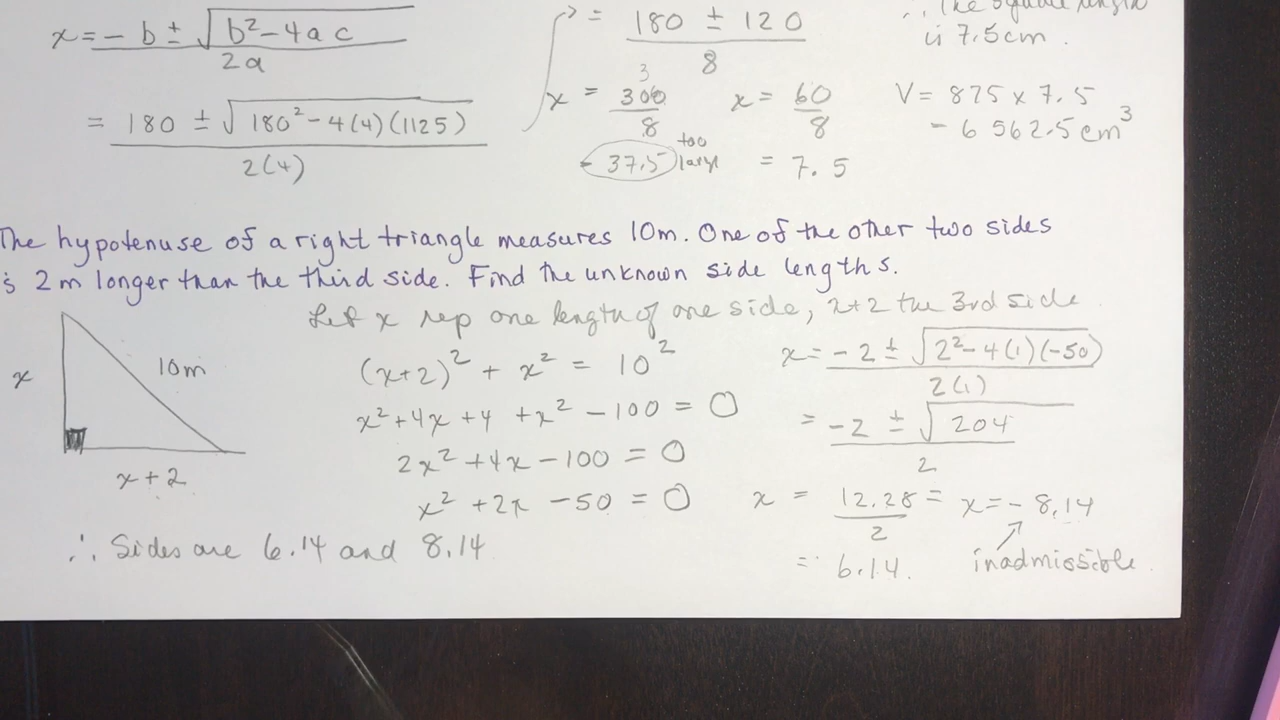 x = - b ± √b² - 4ac
2a
= 180 ± √180² - 4(4)(1125)
2(4)
= 180 ± 120
8
x = 300
3
8
= 37.5 too large
x = 60
8
= 7.5
∴ The square length
is 7.5cm.
V = 875 x 7.5
= 6 562.5 cm³
The hypotenuse of a right triangle measures 10m. One of the other two sides
is 2m longer than the third side. Find the unknown side lengths.
Let x rep one length of one side, x+2 the 3rd side
x
10m
x+2
(x+2)² + x² = 10²
x² + 4x + 4 + x² - 100 = 0
2x² + 4x - 100 = 0
x² + 2x - 50 = 0
∴ Sides are 6.14 and 8.14
x = - 2 ± √2² - 4(1)(-50)
2(1)
= -2 ± √204
2
x = 12.28 = x = - 8.14
2
= 6.14. inadmissible